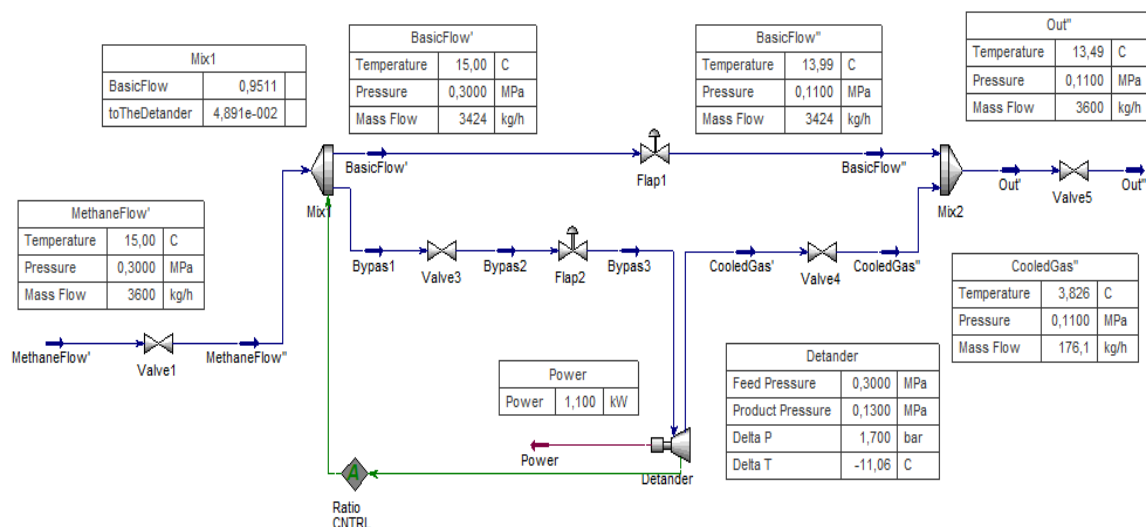 Mix1
BasicFlow 0,9511
toTheDetander 4,891e-002
BasicFlow'
Temperature 15,00 C
Pressure 0,3000 MPa
Mass Flow 3424 kg/h
BasicFlow"
Temperature 13,99 C
Pressure 0,1100 MPa
Mass Flow 3424 kg/h
Out"
Temperature 13,49 C
Pressure 0,1100 MPa
Mass Flow 3600 kg/h
BasicFlow'
Flap1
BasicFlow"
Mix1
Mix2
Out'
Valve5
Out"
MethaneFlow'
Temperature 15,00 C
Pressure 0,3000 MPa
Mass Flow 3600 kg/h
Bypas1
Valve3
Bypas2
Flap2
Bypas3
CooledGas'
Valve4
CooledGas"
CooledGas"
Temperature 3,826 C
Pressure 0,1100 MPa
Mass Flow 176,1 kg/h
MethaneFlow'
Valve1
MethaneFlow"
Power
Power 1,100 kW
Detander
Feed Pressure 0,3000 MPa
Product Pressure 0,1300 MPa
Delta P 1,700 bar
Delta T -11,06 C
Power
Detander
A
Ratio
CNTRL